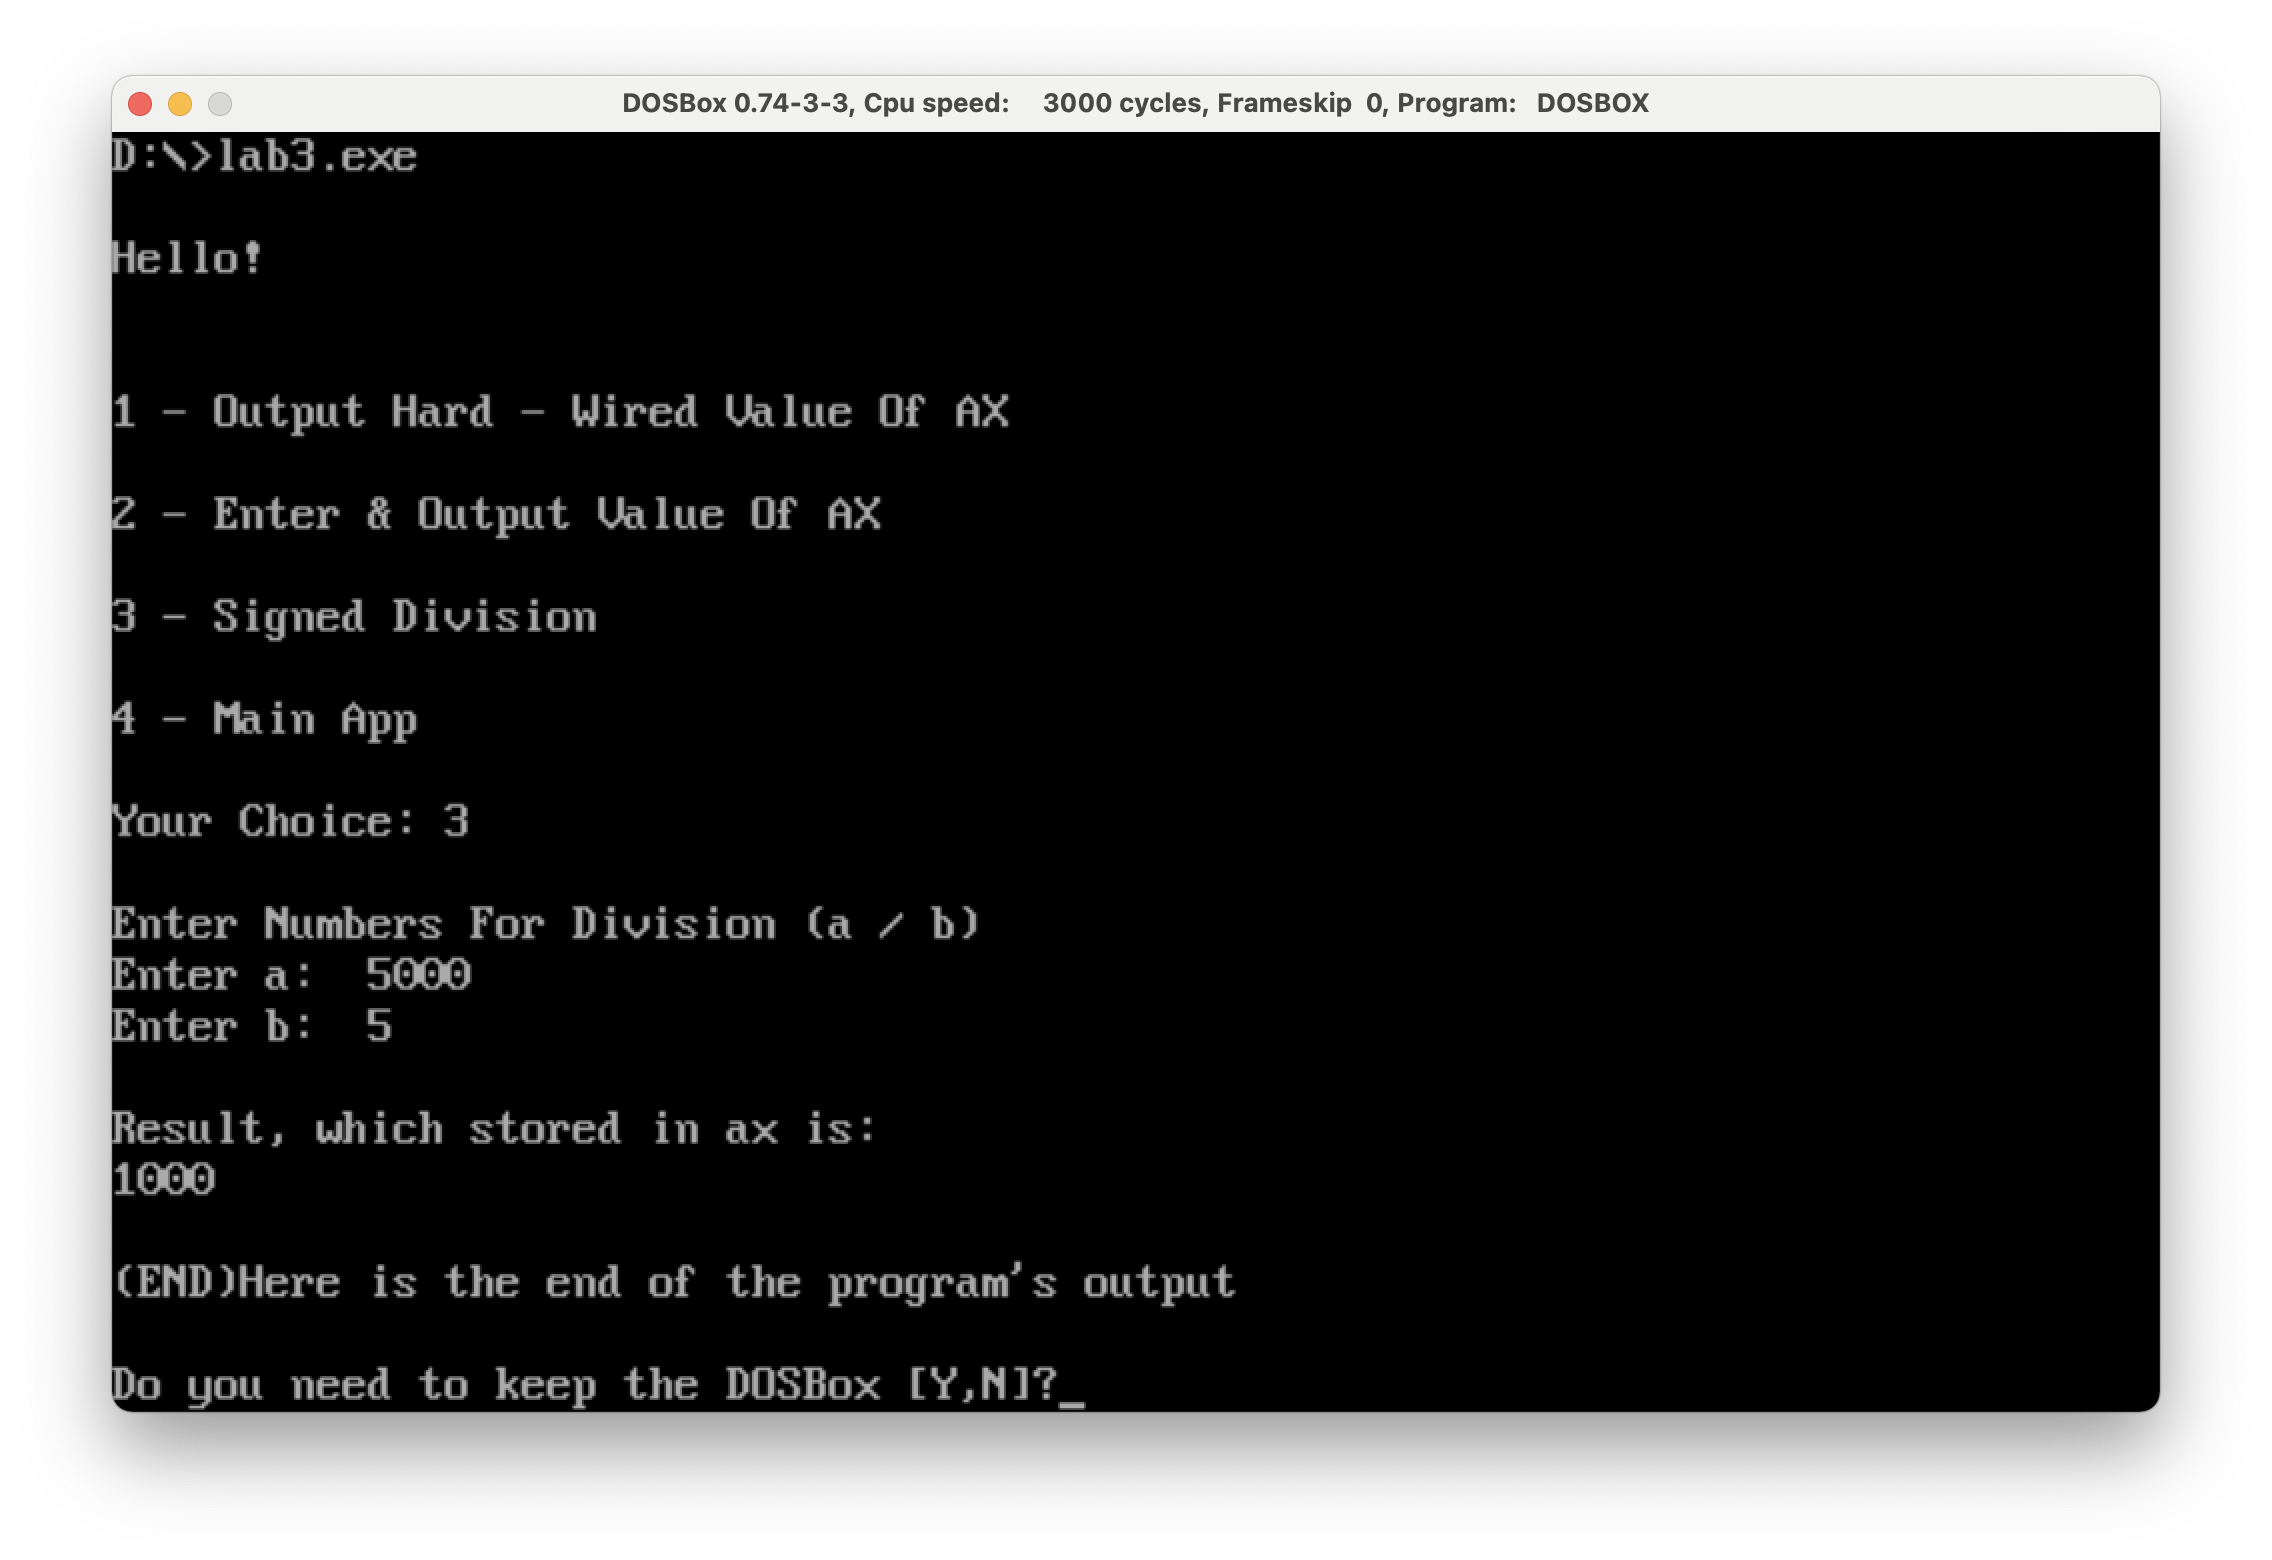 DOSBox 0.74-3-3, Cpu speed: 3000 cycles, Frameskip 0, Program: DOSBOX
D:\>lab3.exe
Hello!
1 - Output Hard - Wired Value Of AX
2 - Enter & Output Value Of AX
3 - Signed Division
4 - Main App
Your Choice: 3
Enter Numbers For Division (a / b)
Enter a:  5000
Enter b:  5
Result, which stored in ax is:
1000
(END)Here is the end of the program's output
Do you need to keep the DOSBox [Y,N]?_